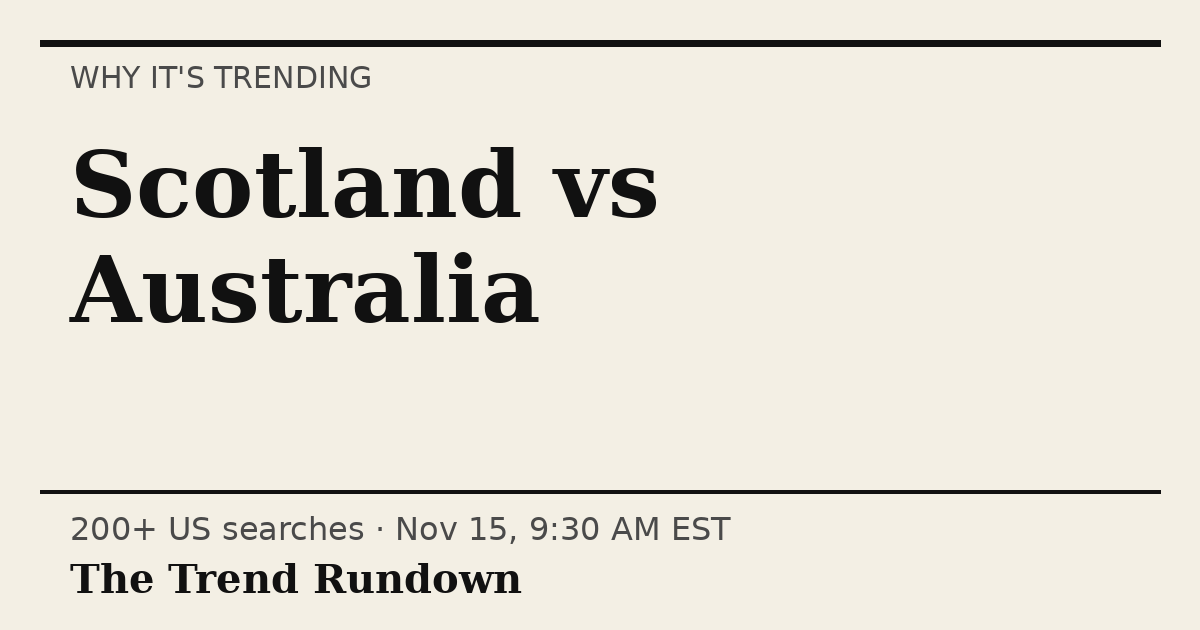 WHY IT'S TRENDING
Scotland vs
Australia
200+ US searches · Nov 15, 9:30 AM EST
The Trend Rundown